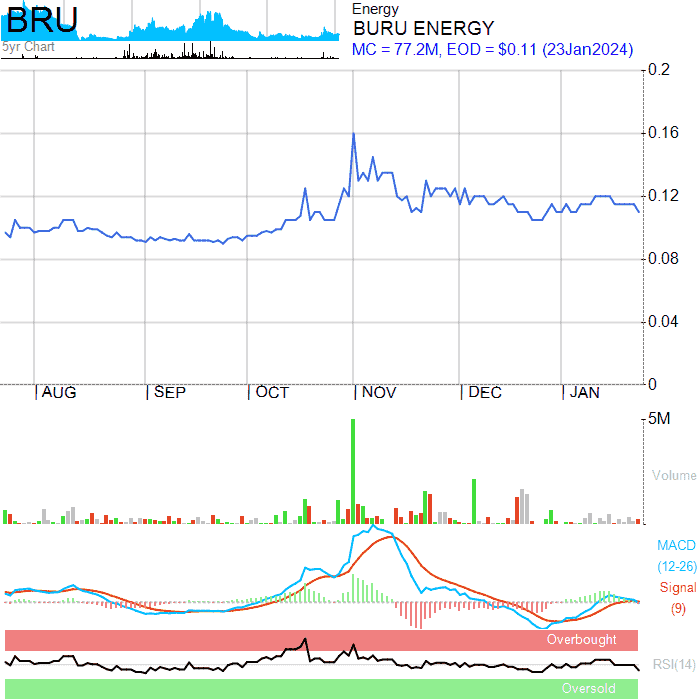 BRU
5yr Chart
Energy
BURU ENERGY
MC = 77.2M, EOD = $0.11 (23Jan2024)
0.2
0.16
0.12
0.08
0.04
0
AUG SEP OCT NOV DEC JAN
5M
Volume
MACD
(12-26)
Signal
(9)
Overbought
RSI(14)
Oversold